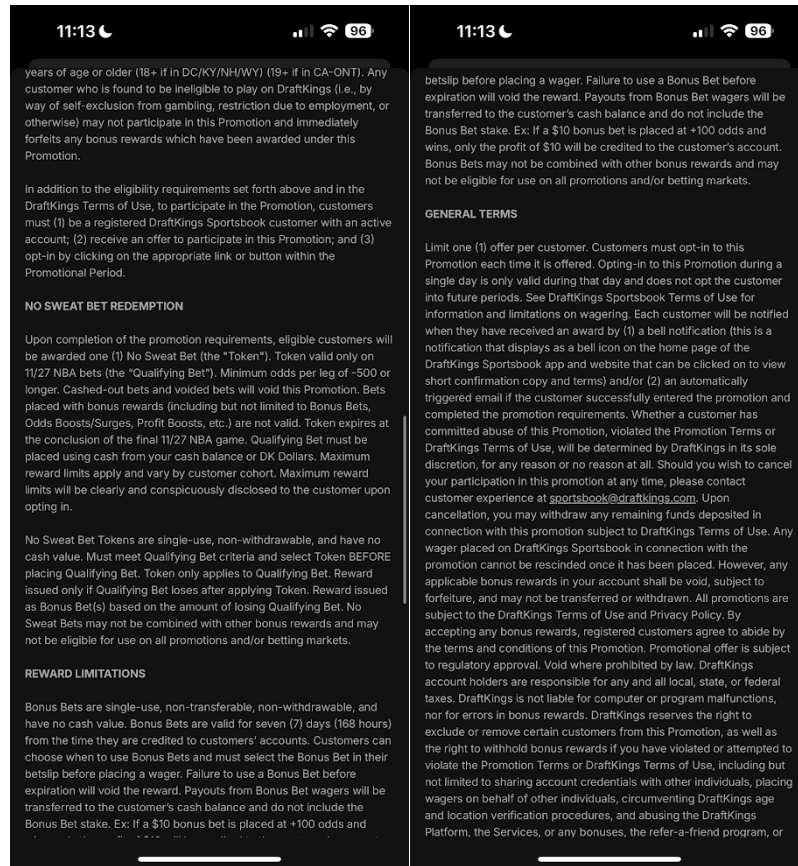 11:13
96
years of age or older (18+ if in DC/KY/NH/WY) (19+ if in CA-ONT). Any
customer who is found to be ineligible to play on DraftKings (i.e., by
way of self-exclusion from gambling, restriction due to employment, or
otherwise) may not participate in this Promotion and immediately
forfeits any bonus rewards which have been awarded under this
Promotion.
In addition to the eligibility requirements set forth above and in the
DraftKings Terms of Use, to participate in the Promotion, customers
must (1) be a registered DraftKings Sportsbook customer with an active
account; (2) receive an offer to participate in this Promotion; and (3)
opt-in by clicking on the appropriate link or button within the
Promotional Period.
NO SWEAT BET REDEMPTION
Upon completion of the promotion requirements, eligible customers will
be awarded one (1) No Sweat Bet (the "Token"). Token valid only on
11/27 NBA bets (the “Qualifying Bet”). Minimum odds per leg of -500 or
longer. Cashed-out bets and voided bets will void this Promotion. Bets
placed with bonus rewards (including but not limited to Bonus Bets,
Odds Boosts/Surges, Profit Boosts, etc.) are not valid. Token expires at
the conclusion of the final 11/27 NBA game. Qualifying Bet must be
placed using cash from your cash balance or DK Dollars. Maximum
reward limits apply and vary by customer cohort. Maximum reward
limits will be clearly and conspicuously disclosed to the customer upon
opting in.
No Sweat Bet Tokens are single-use, non-withdrawable, and have no
cash value. Must meet Qualifying Bet criteria and select Token BEFORE
placing Qualifying Bet. Token only applies to Qualifying Bet. Reward
issued only if Qualifying Bet loses after applying Token. Reward issued
as Bonus Bet(s) based on the amount of losing Qualifying Bet. No
Sweat Bets may not be combined with other bonus rewards and may
not be eligible for use on all promotions and/or betting markets.
REWARD LIMITATIONS
Bonus Bets are single-use, non-transferable, non-withdrawable, and
have no cash value. Bonus Bets are valid for seven (7) days (168 hours)
from the time they are credited to customers’ accounts. Customers can
choose when to use Bonus Bets and must select the Bonus Bet in their
betslip before placing a wager. Failure to use a Bonus Bet before
expiration will void the reward. Payouts from Bonus Bet wagers will be
transferred to the customer’s cash balance and do not include the
Bonus Bet stake. Ex: If a $10 bonus bet is placed at +100 odds and
11:13
96
betslip before placing a wager. Failure to use a Bonus Bet before
expiration will void the reward. Payouts from Bonus Bet wagers will be
transferred to the customer’s cash balance and do not include the
Bonus Bet stake. Ex: If a $10 bonus bet is placed at +100 odds and
wins, only the profit of $10 will be credited to the customer’s account.
Bonus Bets may not be combined with other bonus rewards and may
not be eligible for use on all promotions and/or betting markets.
GENERAL TERMS
Limit one (1) offer per customer. Customers must opt-in to this
Promotion each time it is offered. Opting-in to this Promotion during a
single day is only valid during that day and does not opt the customer
into future periods. See DraftKings Sportsbook Terms of Use for
information and limitations on wagering. Each customer will be notified
when they have received an award by (1) a bell notification (this is a
notification that displays as a bell icon on the home page of the
DraftKings Sportsbook app and website that can be clicked on to view
short confirmation copy and terms) and/or (2) an automatically
triggered email if the customer successfully entered the promotion and
completed the promotion requirements. Whether a customer has
committed abuse of this Promotion, violated the Promotion Terms or
DraftKings Terms of Use, will be determined by DraftKings in its sole
discretion, for any reason or no reason at all. Should you wish to cancel
your participation in this promotion at any time, please contact
customer experience at sportsbook@draftkings.com. Upon
cancellation, you may withdraw any remaining funds deposited in
connection with this promotion subject to DraftKings Terms of Use. Any
wager placed on DraftKings Sportsbook in connection with the
promotion cannot be rescinded once it has been placed. However, any
applicable bonus rewards in your account shall be void, subject to
forfeiture, and may not be transferred or withdrawn. All promotions are
subject to the DraftKings Terms of Use and Privacy Policy. By
accepting any bonus rewards, registered customers agree to abide by
the terms and conditions of this Promotion. Promotional offer is subject
to regulatory approval. Void where prohibited by law. DraftKings
account holders are responsible for any and all local, state, or federal
taxes. DraftKings is not liable for computer or program malfunctions,
nor for errors in bonus rewards. DraftKings reserves the right to
exclude or remove certain customers from this Promotion, as well as
the right to withhold bonus rewards if you have violated or attempted to
violate the Promotion Terms or DraftKings Terms of Use, including but
not limited to sharing account credentials with other individuals, placing
wagers on behalf of other individuals, circumventing DraftKings age
and location verification procedures, and abusing the DraftKings
Platform, the Services, or any bonuses, the refer-a-friend program, or